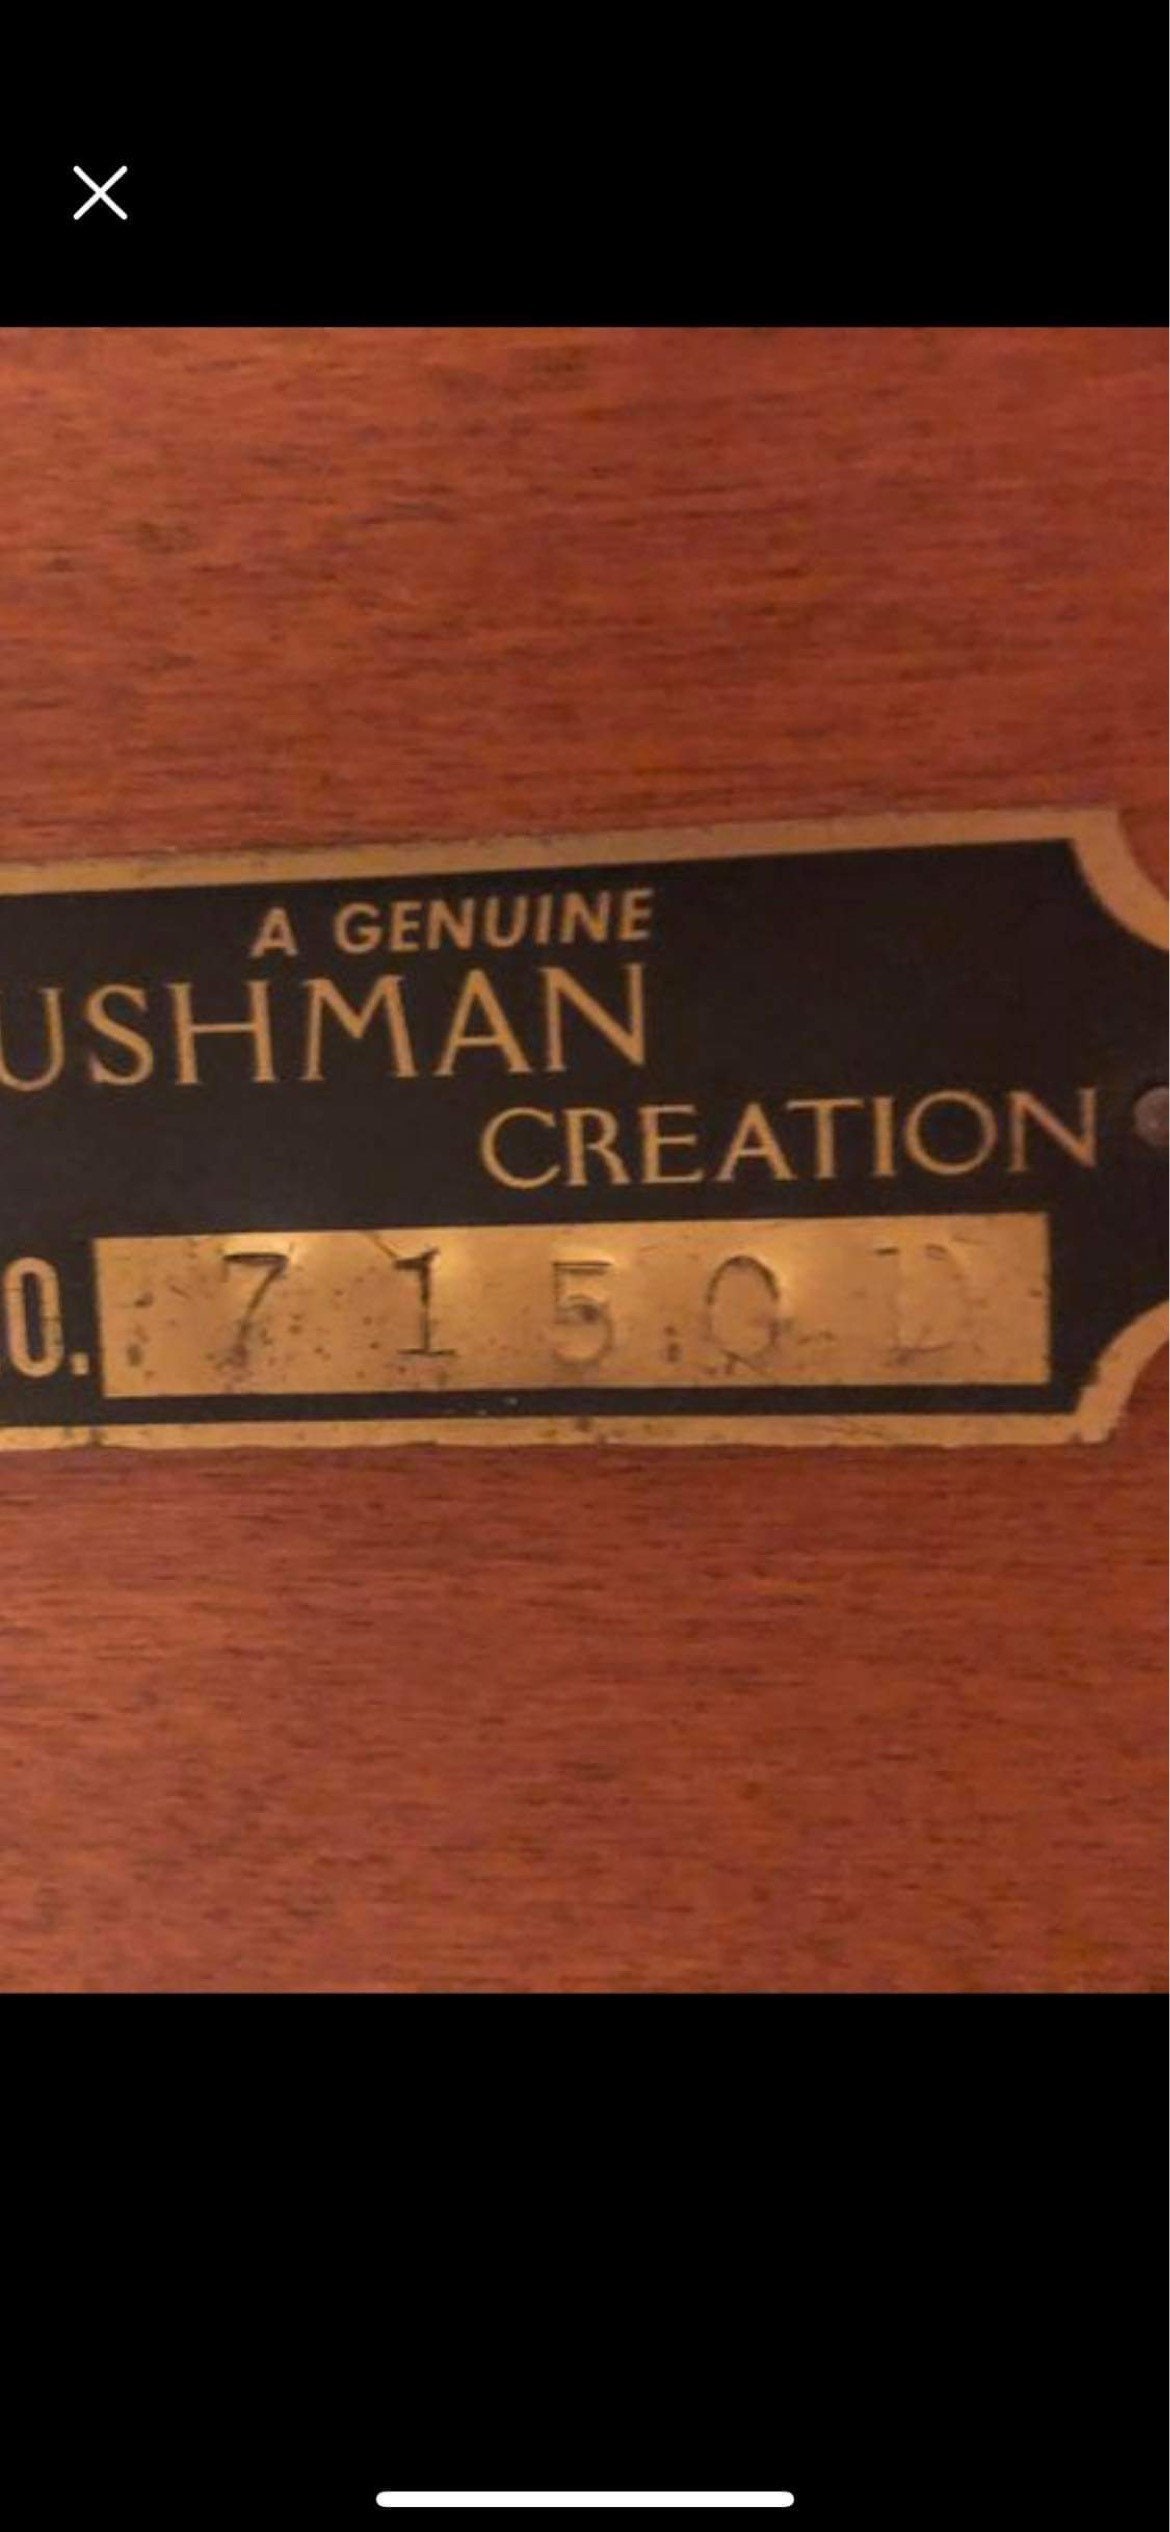 A GENUINE
USHMAN
CREATION
O. 7150D